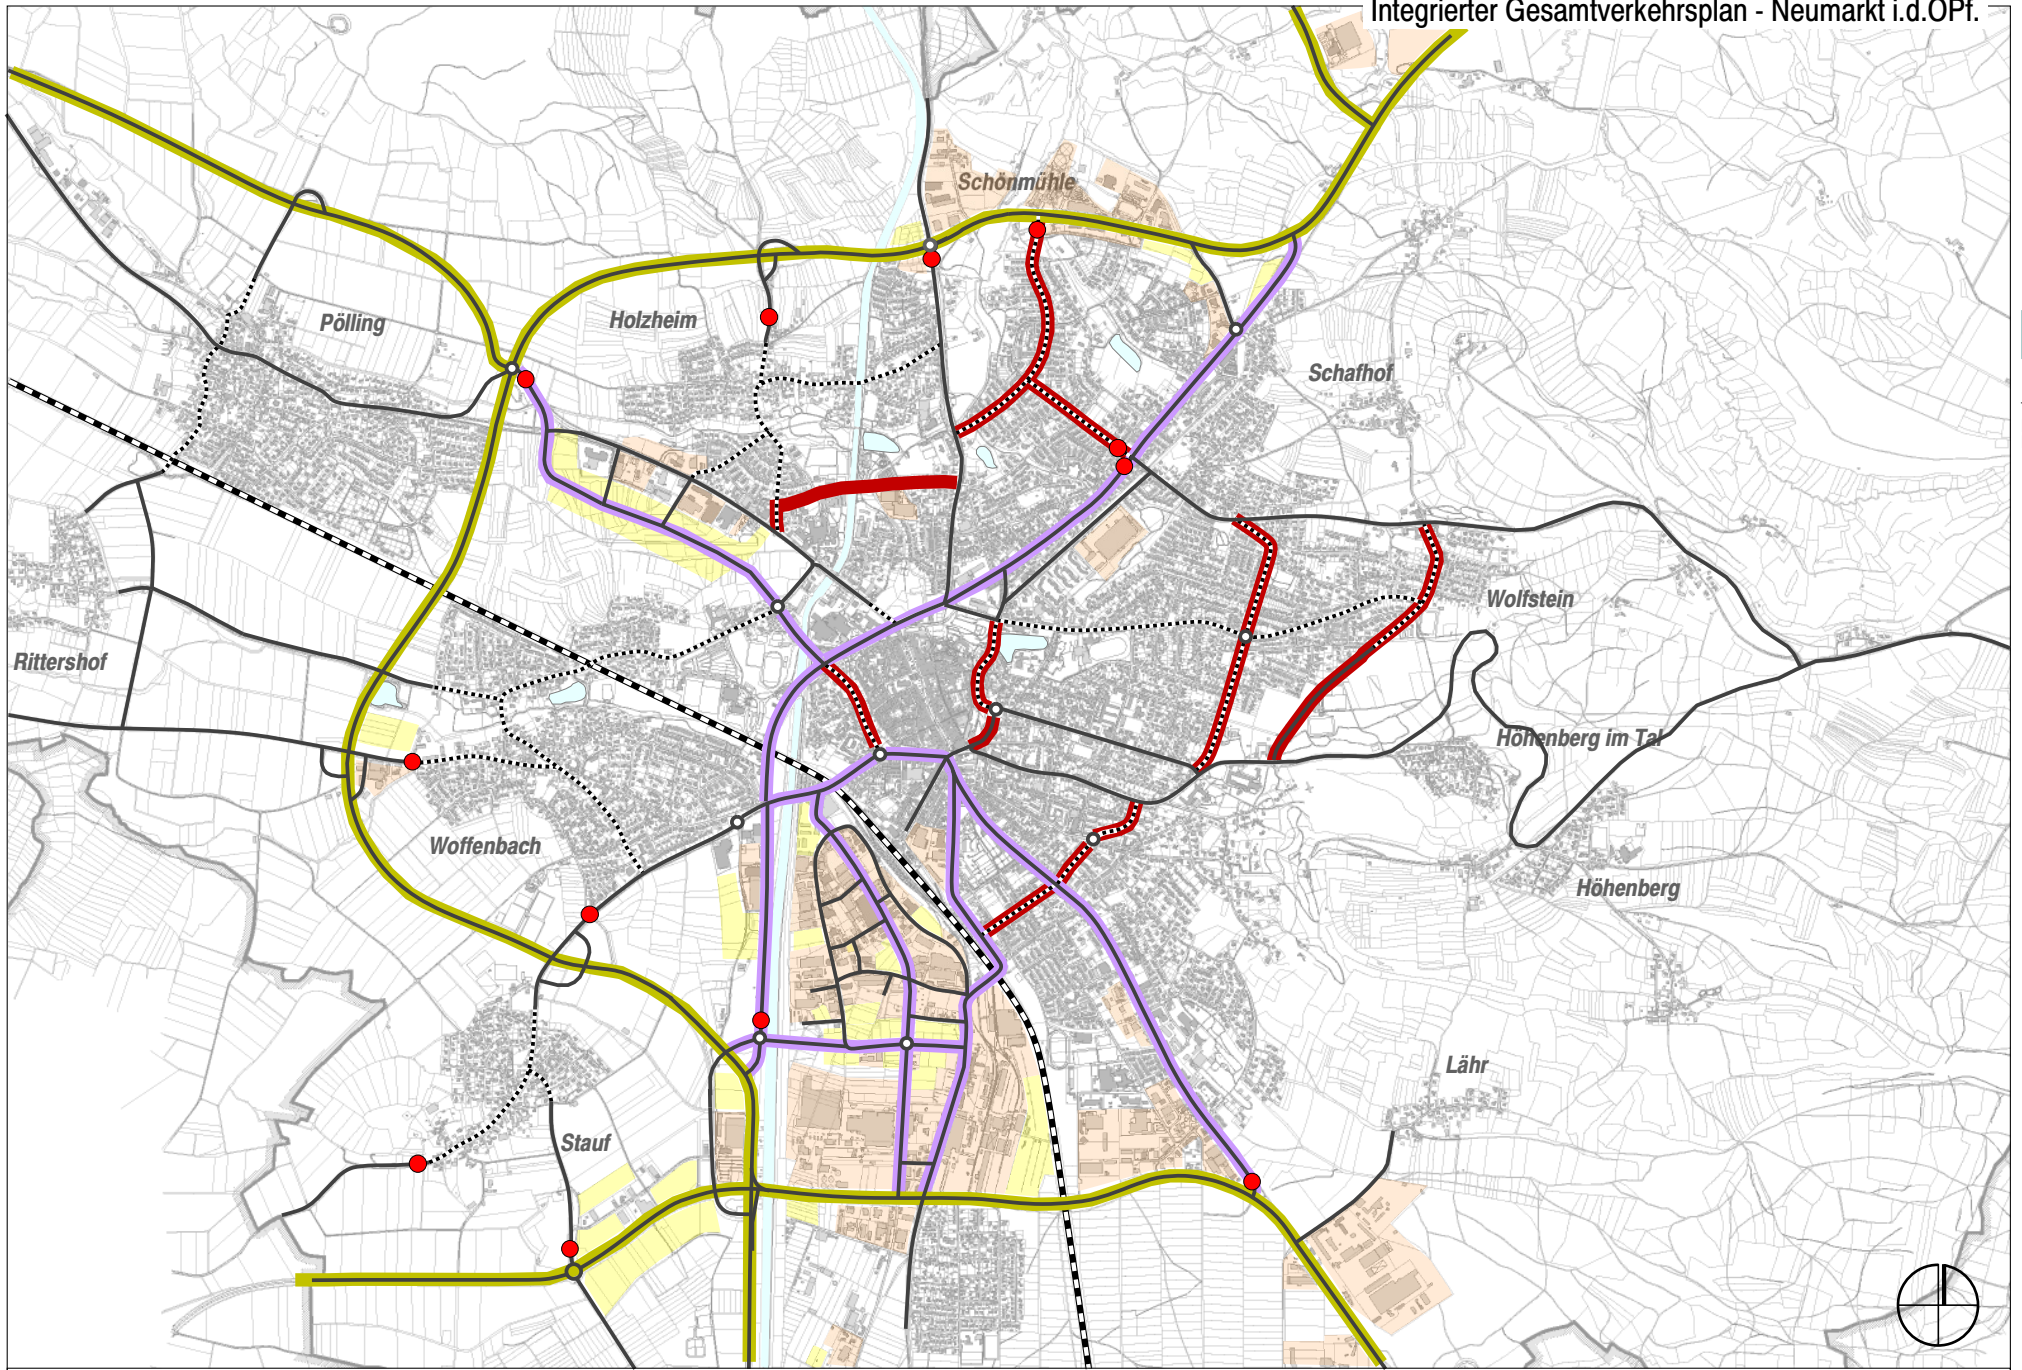 Integrierter Gesamtverkehrsplan - Neumarkt i.d.OPf.
Schönmühle
Pölling
Holzheim
Schafhof
Wolfstein
Rittershof
Höhenberg im Tal
Woffenbach
Höhenberg
Lähr
Stauf